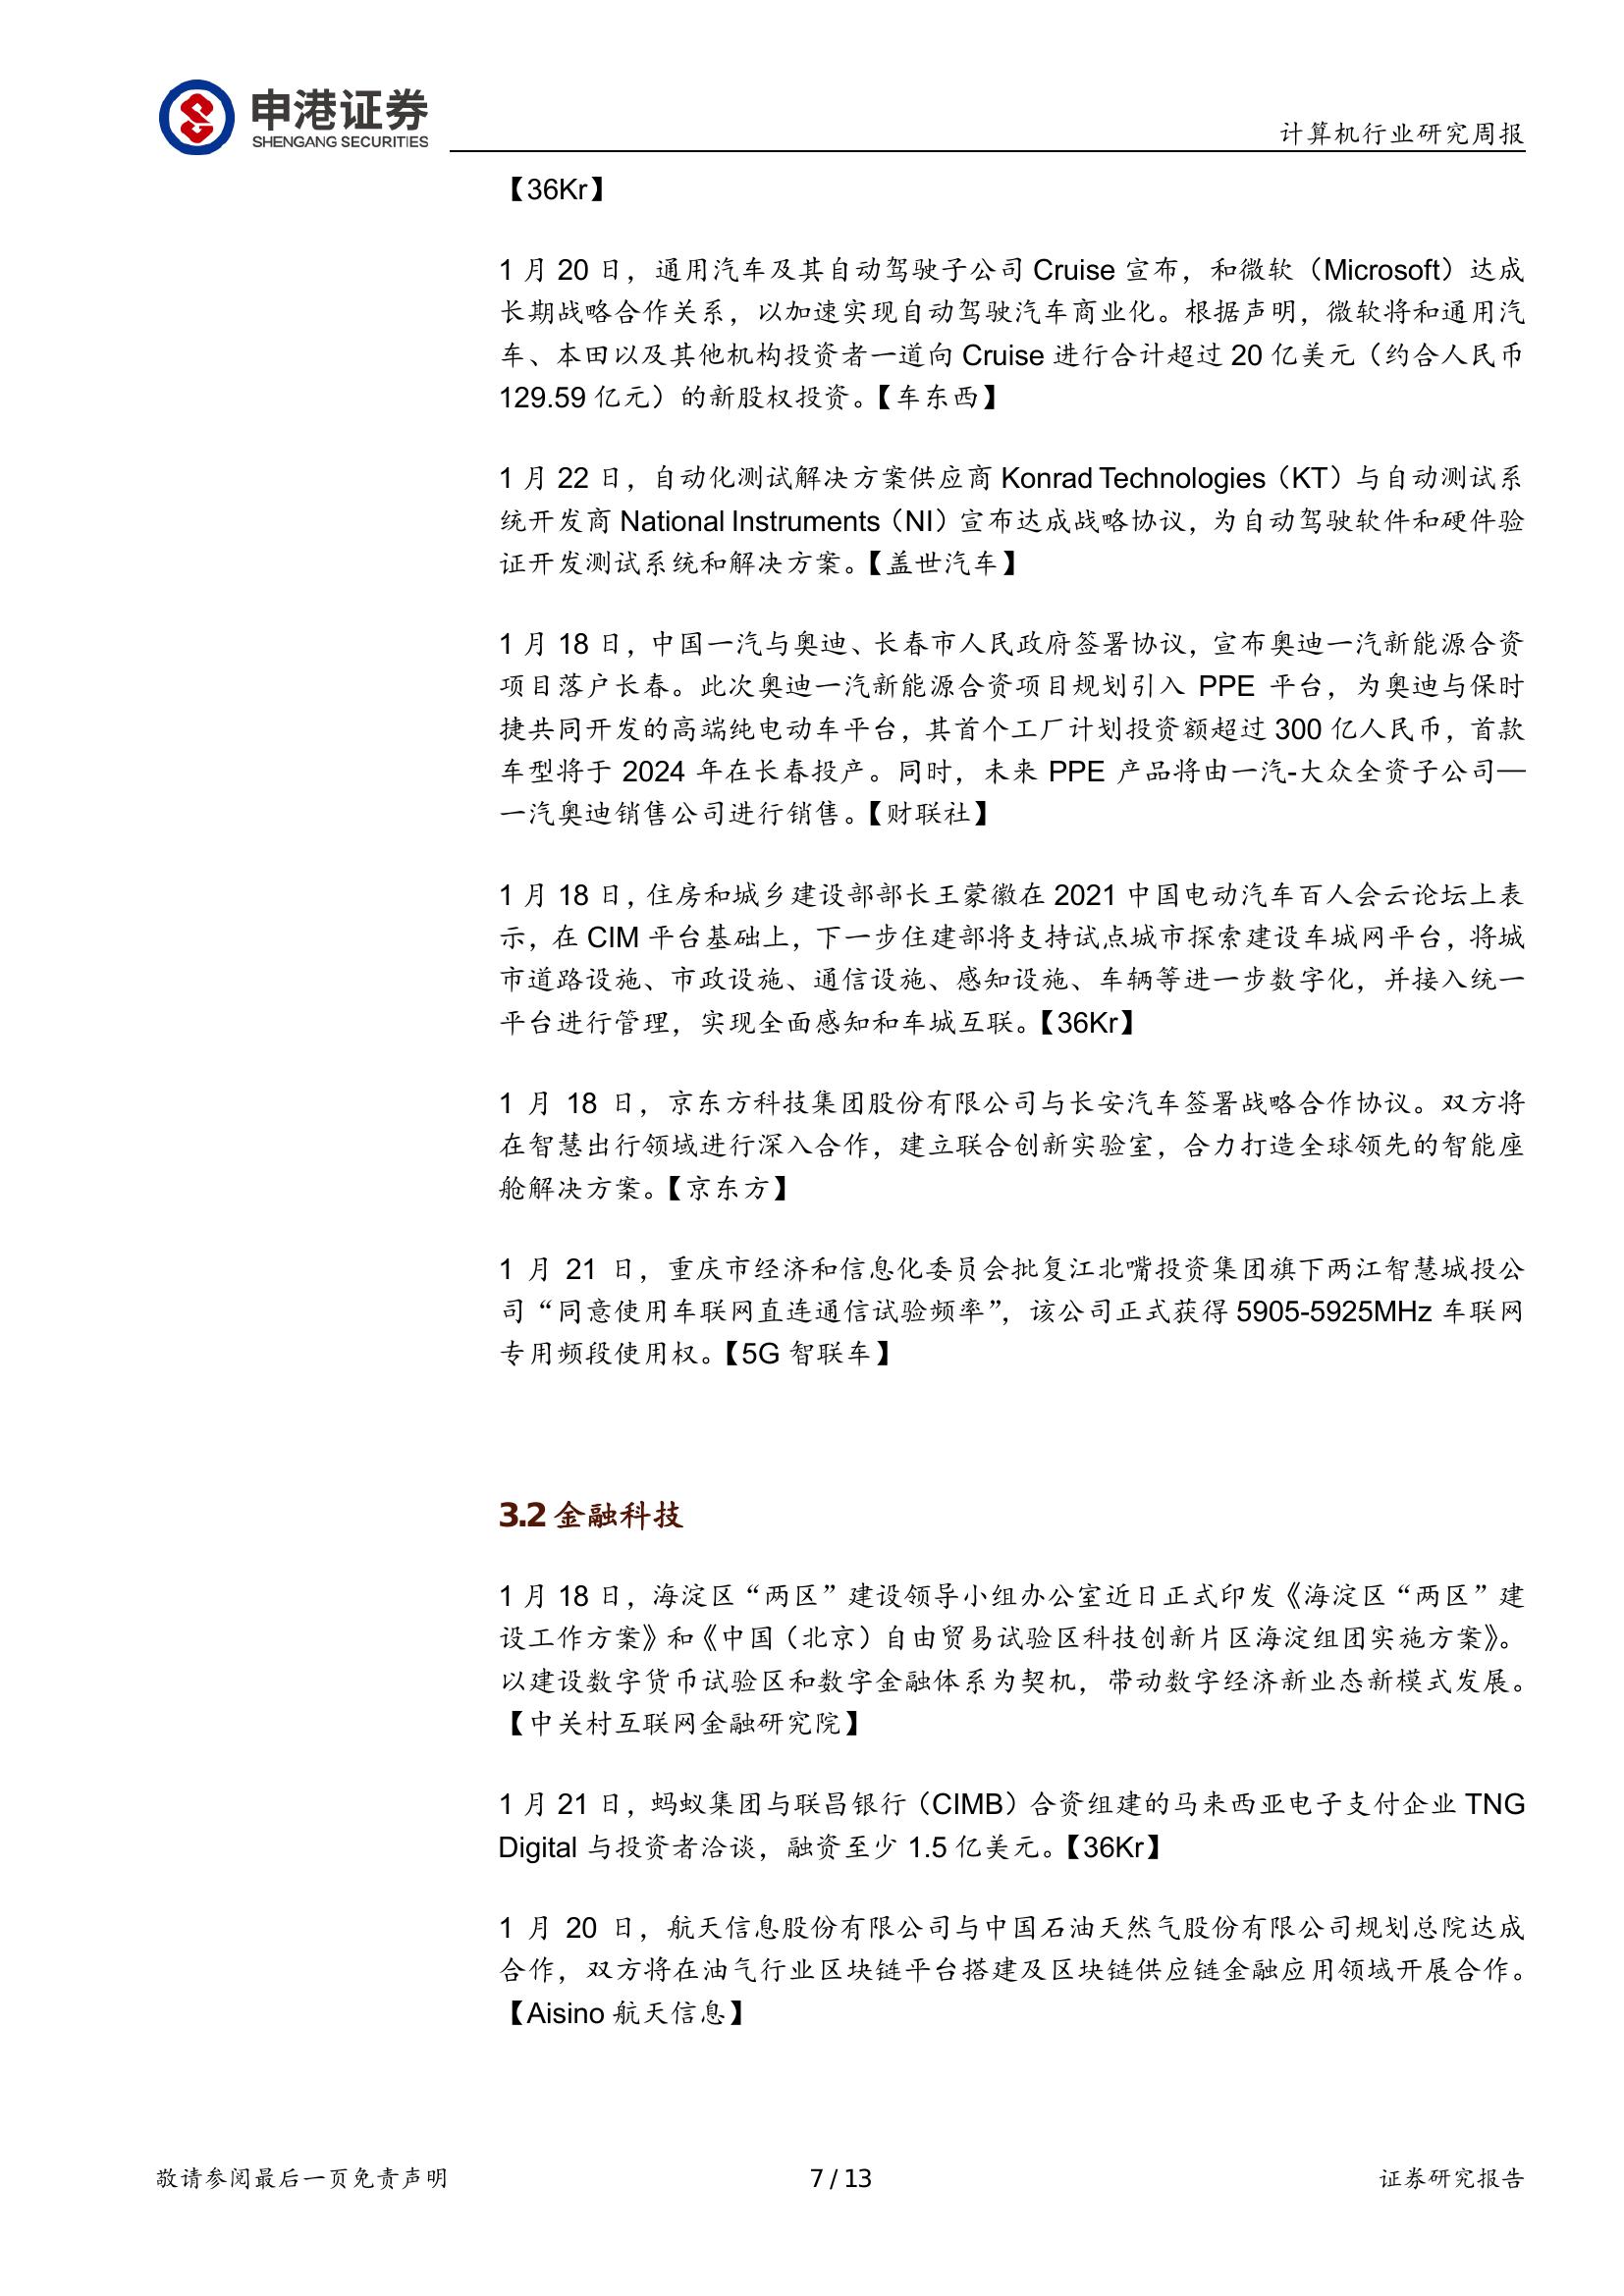 申港证券
SHENGANG SECURITIES
计算机行业研究周报
【36Kr】
1 月 20 日，通用汽车及其自动驾驶子公司 Cruise 宣布，和微软（Microsoft）达成
长期战略合作关系，以加速实现自动驾驶汽车商业化。根据声明，微软将和通用汽
车、本田以及其他机构投资者一道向 Cruise 进行合计超过 20 亿美元（约合人民币
129.59 亿元）的新股权投资。【车东西】
1 月 22 日，自动化测试解决方案供应商 Konrad Technologies（KT）与自动测试系
统开发商 National Instruments（NI）宣布达成战略协议，为自动驾驶软件和硬件验
证开发测试系统和解决方案。【盖世汽车】
1 月 18 日，中国一汽与奥迪、长春市人民政府签署协议，宣布奥迪一汽新能源合资
项目落户长春。此次奥迪一汽新能源合资项目规划引入 PPE 平台，为奥迪与保时
捷共同开发的高端纯电动车平台，其首个工厂计划投资额超过 300 亿人民币，首款
车型将于 2024 年在长春投产。同时，未来 PPE 产品将由一汽-大众全资子公司—
一汽奥迪销售公司进行销售。【财联社】
1 月 18 日，住房和城乡建设部部长王蒙徽在 2021 中国电动汽车百人会云论坛上表
示，在 CIM 平台基础上，下一步住建部将支持试点城市探索建设车城网平台，将城
市道路设施、市政设施、通信设施、感知设施、车辆等进一步数字化，并接入统一
平台进行管理，实现全面感知和车城互联。【36Kr】
1 月 18 日，京东方科技集团股份有限公司与长安汽车签署战略合作协议。双方将
在智慧出行领域进行深入合作，建立联合创新实验室，合力打造全球领先的智能座
舱解决方案。【京东方】
1 月 21 日，重庆市经济和信息化委员会批复江北嘴投资集团旗下两江智慧城投公
司“同意使用车联网直连通信试验频率”，该公司正式获得 5905-5925MHz 车联网
专用频段使用权。【5G 智联车】
3.2 金融科技
1 月 18 日，海淀区“两区”建设领导小组办公室近日正式印发《海淀区“两区”建
设工作方案》和《中国（北京）自由贸易试验区科技创新片区海淀组团实施方案》。
以建设数字货币试验区和数字金融体系为契机，带动数字经济新业态新模式发展。
【中关村互联网金融研究院】
1 月 21 日，蚂蚁集团与联昌银行（CIMB）合资组建的马来西亚电子支付企业 TNG
Digital 与投资者洽谈，融资至少 1.5 亿美元。【36Kr】
1 月 20 日，航天信息股份有限公司与中国石油天然气股份有限公司规划总院达成
合作，双方将在油气行业区块链平台搭建及区块链供应链金融应用领域开展合作。
【Aisino 航天信息】
敬请参阅最后一页免责声明
7 / 13
证券研究报告